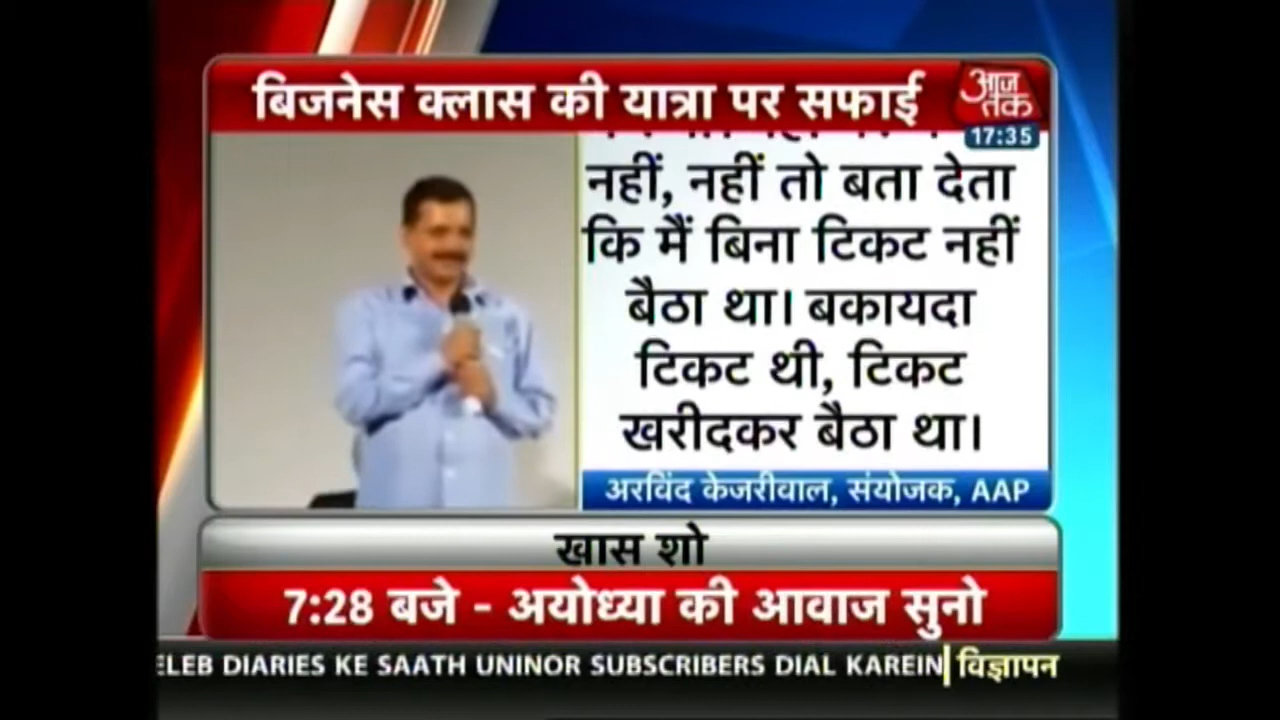 बिजनेस क्लास की यात्रा पर सफाई
आज तक
17:35
नहीं, नहीं तो बता देता
कि मैं बिना टिकट नहीं
बैठा था। बकायदा
टिकट थी, टिकट
खरीदकर बैठा था।
अरविंद केजरीवाल, संयोजक, AAP
खास शो
7:28 बजे - अयोध्या की आवाज सुनो
ELEB DIARIES KE SAATH UNINOR SUBSCRIBERS DIAL KAREIN विज्ञापन